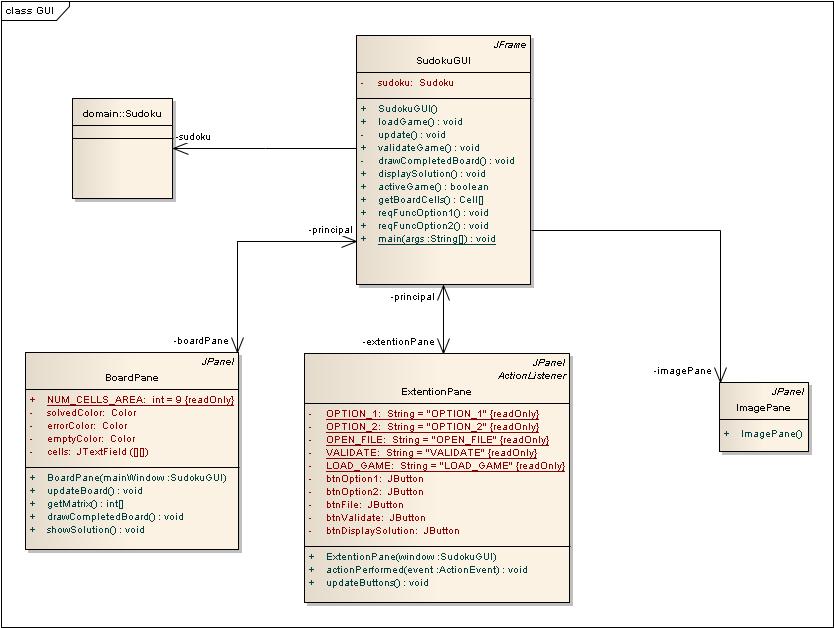 class GUI
JFrame
SudokuGUI
- sudoku: Sudoku
+ SudokuGUI()
+ loadGame() : void
- update() : void
+ validateGame() : void
- drawCompletedBoard() : void
+ displaySolution() : void
+ activeGame() : boolean
+ getBoardCells() : Cell[]
+ reqFuncOption1() : void
+ reqFuncOption2() : void
+ main(args :String[]) : void
domain::Sudoku
-sudoku
-principal
-principal
-boardPane
-extentionPane
-imagePane
JPanel
BoardPane
+ NUM_CELLS_AREA: int = 9 {readOnly}
- solvedColor: Color
- errorColor: Color
- emptyColor: Color
- cells: JTextField ([][])
+ BoardPane(mainWindow :SudokuGUI)
+ updateBoard() : void
+ getMatrix() : int[]
+ drawCompletedBoard() : void
+ showSolution() : void
JPanel
ActionListener
ExtentionPane
- OPTION_1: String = "OPTION_1" {readOnly}
- OPTION_2: String = "OPTION_2" {readOnly}
- OPEN_FILE: String = "OPEN_FILE" {readOnly}
- VALIDATE: String = "VALIDATE" {readOnly}
- LOAD_GAME: String = "LOAD_GAME" {readOnly}
- btnOption1: JButton
- btnOption2: JButton
- btnFile: JButton
- btnValidate: JButton
- btnDisplaySolution: JButton
+ ExtentionPane(window :SudokuGUI)
+ actionPerformed(event :ActionEvent) : void
+ updateButtons() : void
JPanel
ImagePane
+ ImagePane()